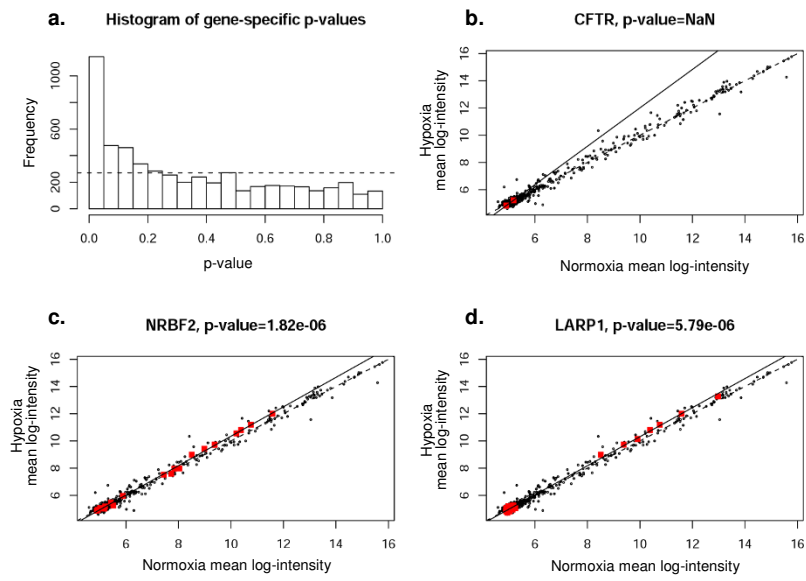 a.
Histogram of gene-specific p-values
Frequency
0
200
600
1000
0.0 0.2 0.4 0.6 0.8 1.0
p-value
b.
CFTR, p-value=NaN
Hypoxia
mean log-intensity
16
14
12
10
8
6
6 8 10 12 14 16
Normoxia mean log-intensity
c.
NRBF2, p-value=1.82e-06
Hypoxia
mean log-intensity
16
14
12
10
8
6
6 8 10 12 14 16
Normoxia mean log-intensity
d.
LARP1, p-value=5.79e-06
Hypoxia
mean log-intensity
16
14
12
10
8
6
6 8 10 12 14 16
Normoxia mean log-intensity